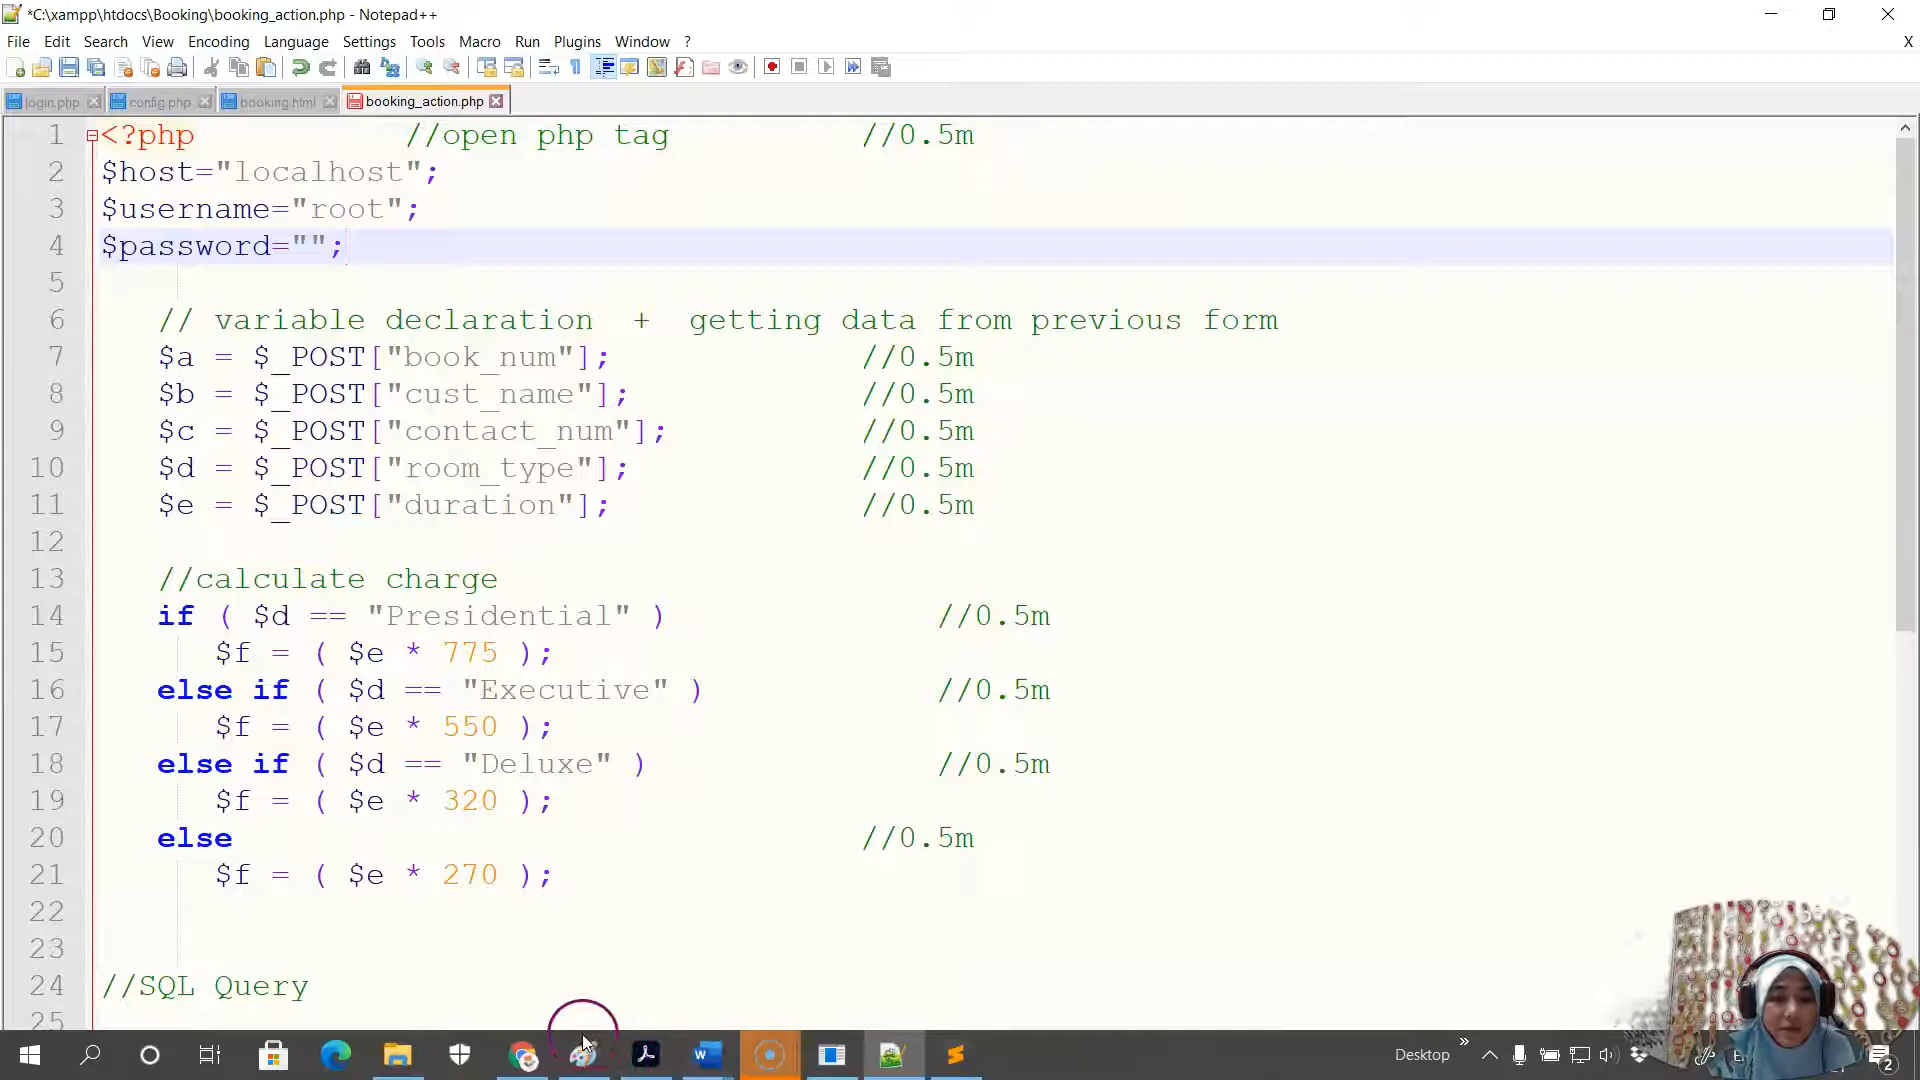 *C:\xampp\htdocs\Booking\booking_action.php - Notepad++
File Edit Search View Encoding Language Settings Tools Macro Run Plugins Window ? X
login.php config.php booking.html booking_action.php
1 <?php //open php tag //0.5m
2 $host="localhost";
3 $username="root";
4 $password="";
5
6 // variable declaration + getting data from previous form
7 $a = $_POST["book_num"]; //0.5m
8 $b = $_POST["cust_name"]; //0.5m
9 $c = $_POST["contact_num"]; //0.5m
10 $d = $_POST["room_type"]; //0.5m
11 $e = $_POST["duration"]; //0.5m
12
13 //calculate charge
14 if ( $d == "Presidential" ) //0.5m
15 $f = ( $e * 775 );
16 else if ( $d == "Executive" ) //0.5m
17 $f = ( $e * 550 );
18 else if ( $d == "Deluxe" ) //0.5m
19 $f = ( $e * 320 );
20 else //0.5m
21 $f = ( $e * 270 );
22
23
24 //SQL Query
25
Desktop » 2